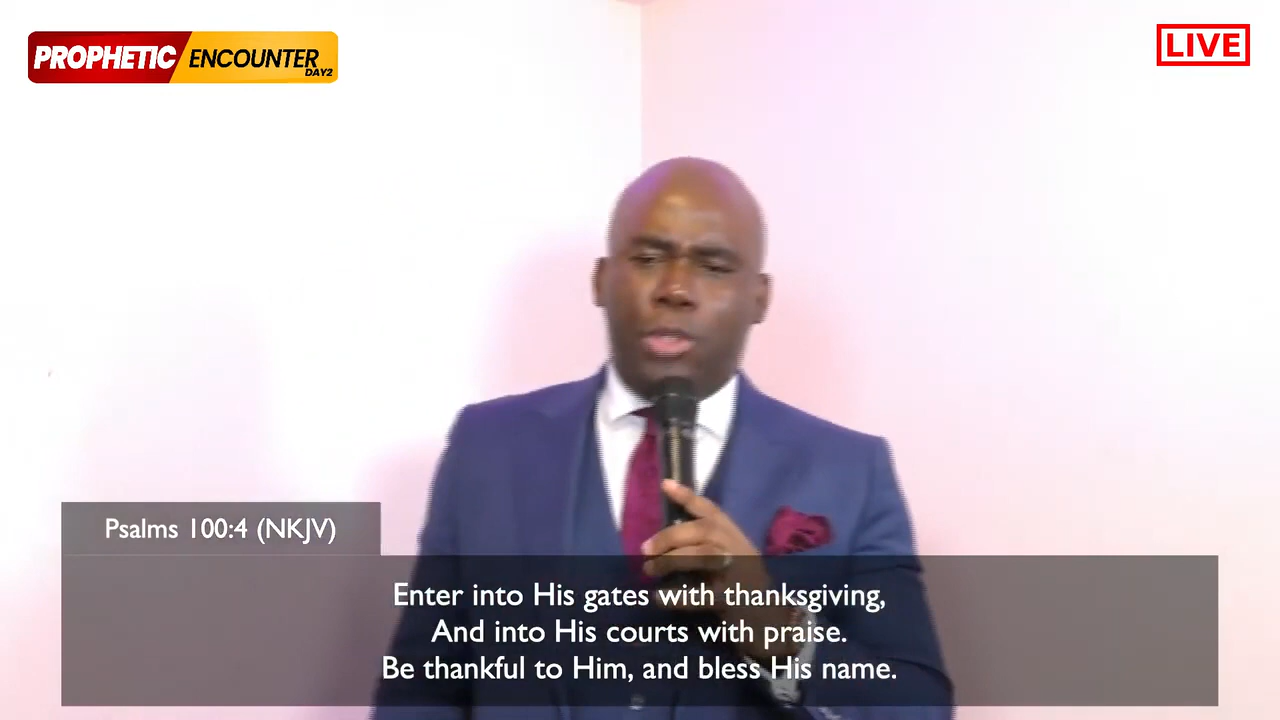 PROPHETIC ENCOUNTER
DAY2
LIVE
Psalms 100:4 (NKJV)
Enter into His gates with thanksgiving,
And into His courts with praise.
Be thankful to Him, and bless His name.